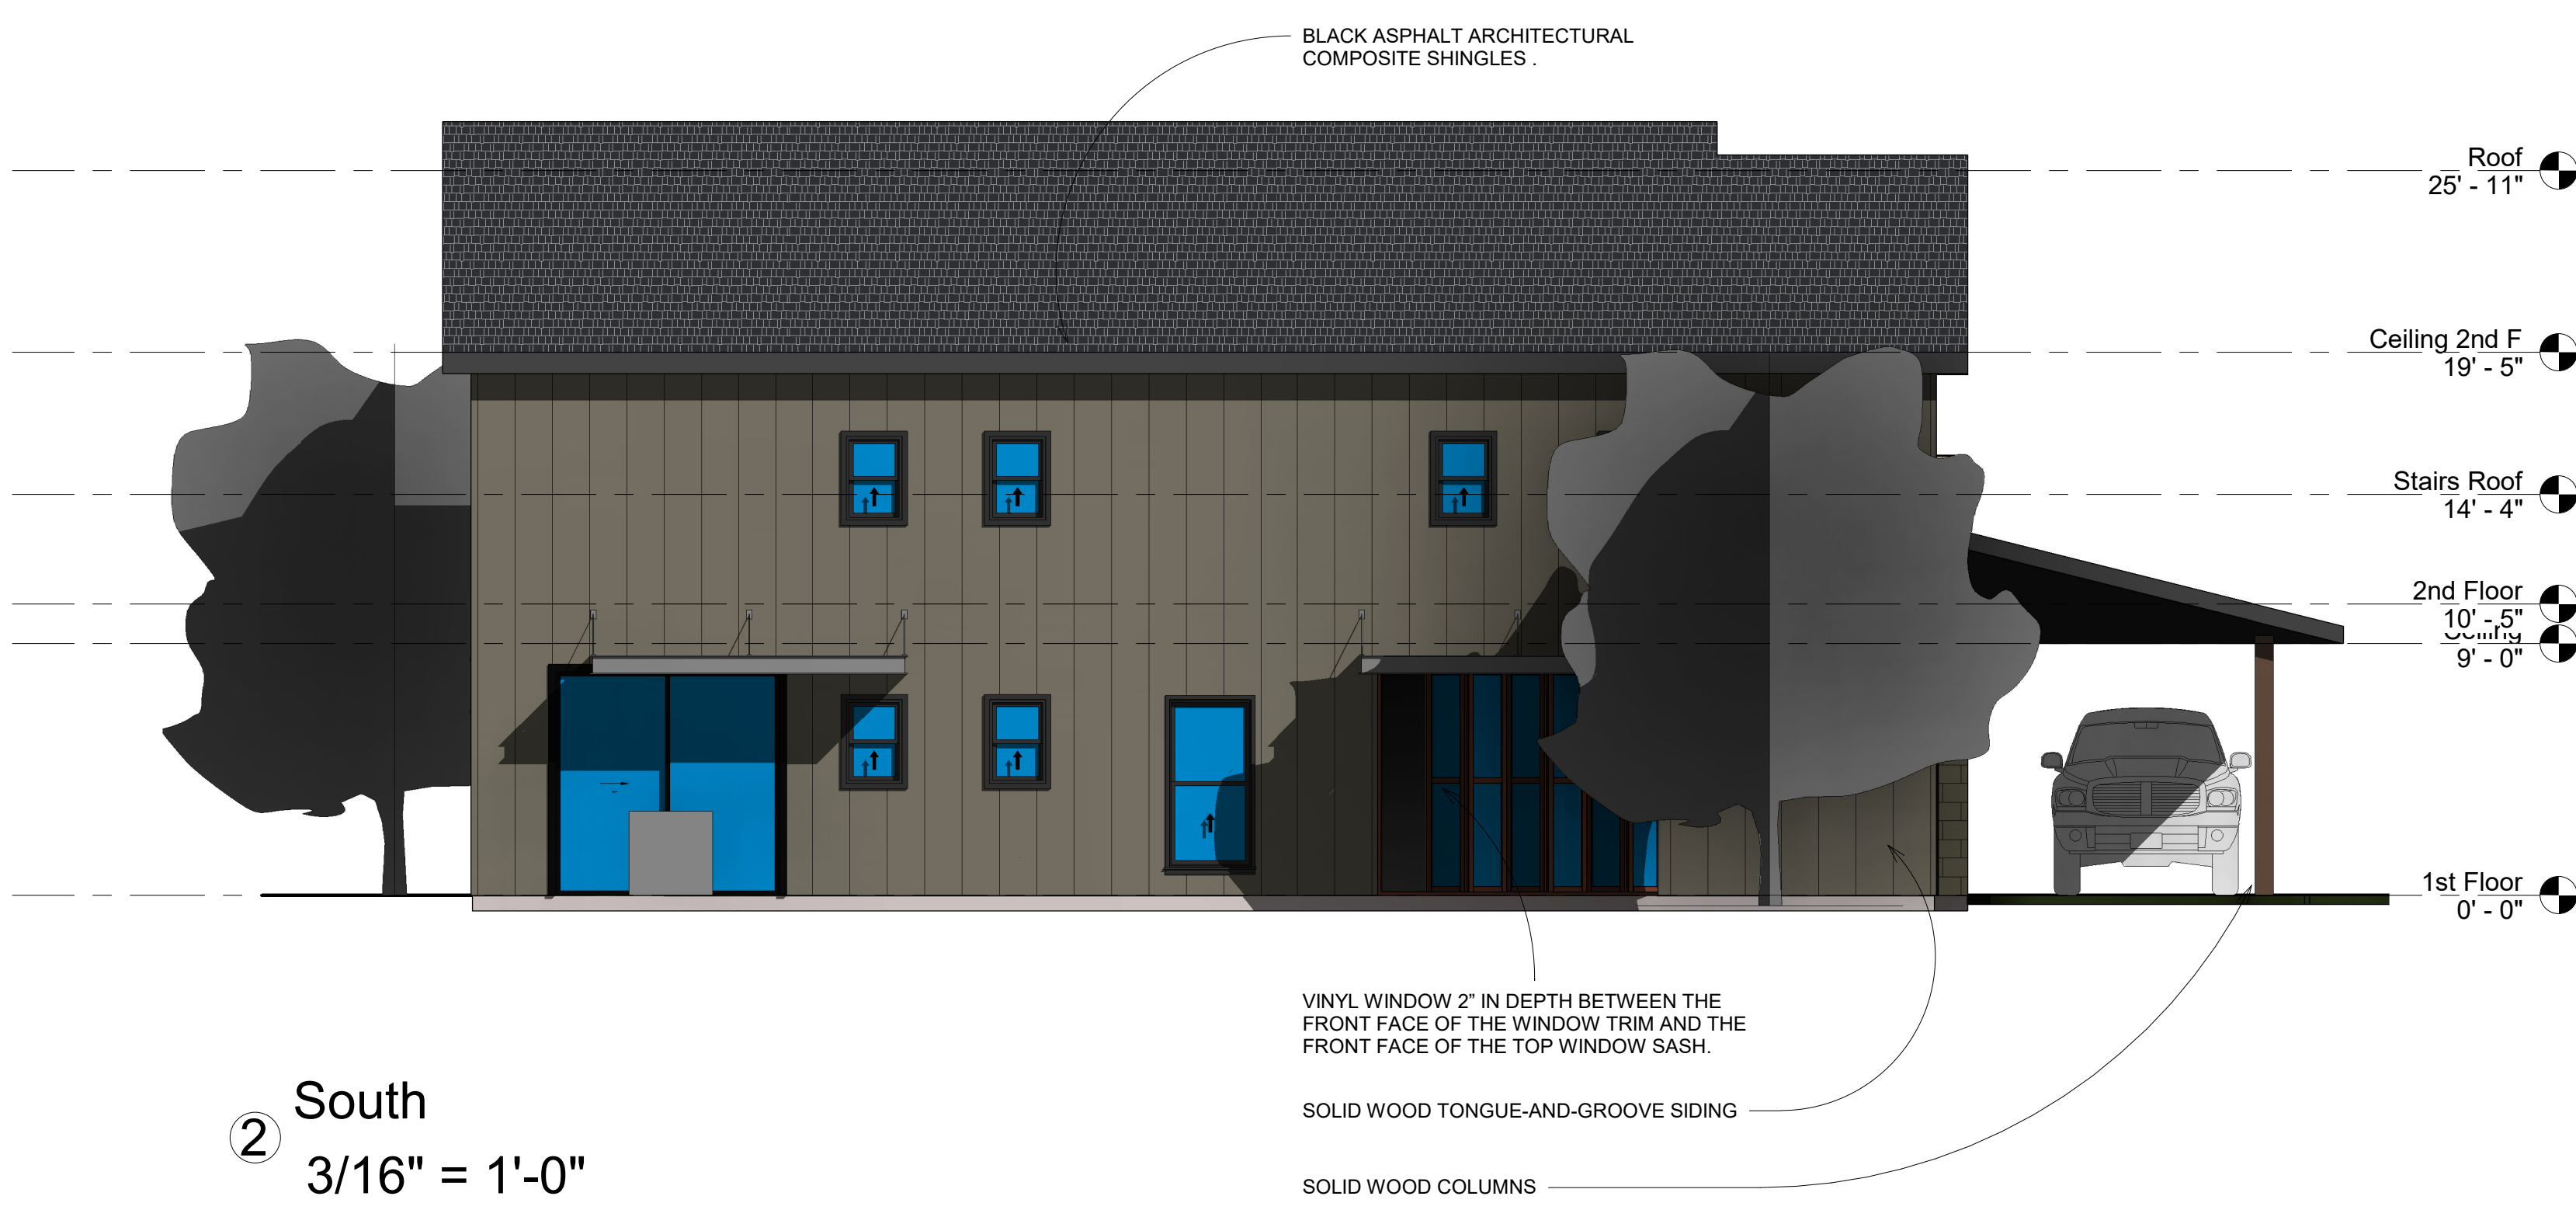 BLACK ASPHALT ARCHITECTURAL
COMPOSITE SHINGLES .
Roof
25' - 11"
Ceiling 2nd F
19' - 5"
Stairs Roof
14' - 4"
2nd Floor
10' - 5"
Ceiling
9' - 0"
1st Floor
0' - 0"
VINYL WINDOW 2” IN DEPTH BETWEEN THE
FRONT FACE OF THE WINDOW TRIM AND THE
FRONT FACE OF THE TOP WINDOW SASH.
SOLID WOOD TONGUE-AND-GROOVE SIDING
SOLID WOOD COLUMNS
2
South
3/16" = 1'-0"